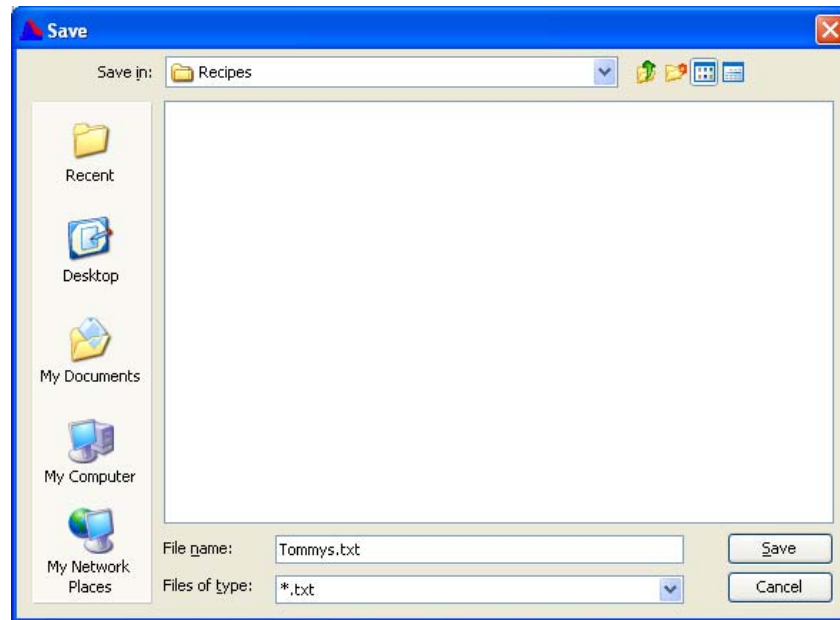 Save
Save in:
Recipes
Recent
Desktop
My Documents
My Computer
My Network
Places
File name:
Tommys.txt
Save
Files of type:
*.txt
Cancel